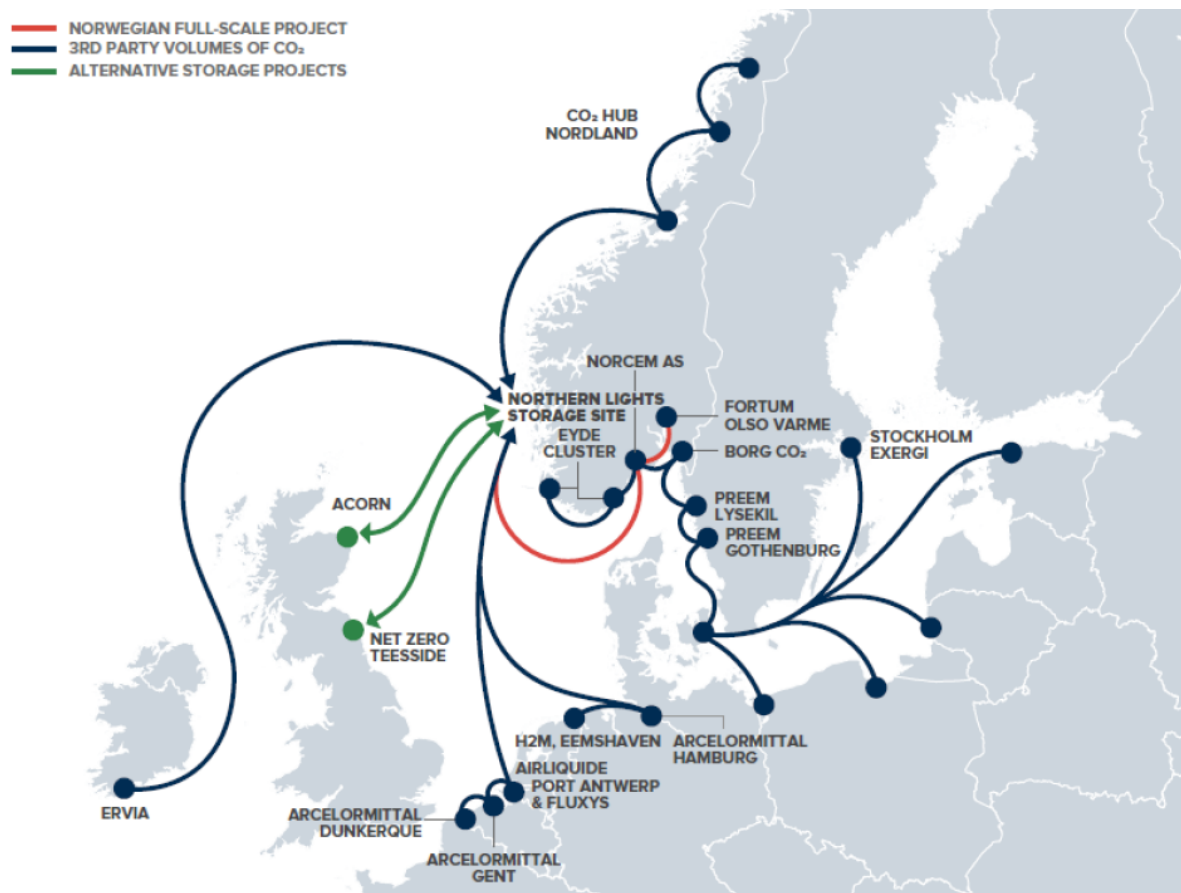 NORWEGIAN FULL-SCALE PROJECT
3RD PARTY VOLUMES OF CO₂
ALTERNATIVE STORAGE PROJECTS
CO₂ HUB
NORDLAND
NORCEM AS
NORTHERN LIGHTS
STORAGE SITE
FORTUM
OLSO VARME
EYDE
CLUSTER
BORG CO₂
STOCKHOLM
EXERGI
ACORN
PREEM
LYSEKIL
PREEM
GOTHENBURG
NET ZERO
TEESSIDE
H2M, EEMSHAVEN
ARCELORMITTAL
HAMBURG
AIRLIQUIDE
PORT ANTWERP
& FLUXYS
ERVIA
ARCELORMITTAL
DUNKERQUE
ARCELORMITTAL
GENT